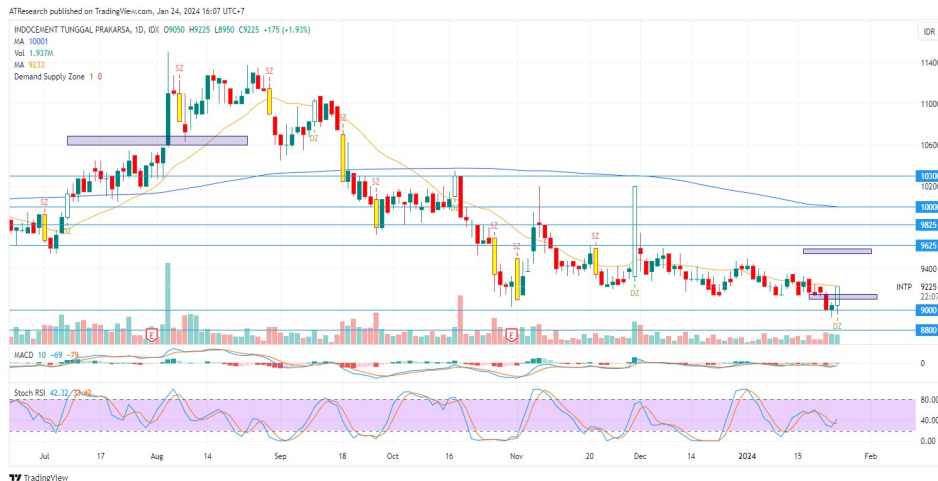 ATResearch published on TradingView.com, Jan 24, 2024 16:07 UTC+7
INDOCEMENT TUNGGAL PRAKARSA, 1D, IDX O9050 H9225 L8950 C9225 +175 (+1.93%)
IDR
MA 10001
Vol 1.937M
MA 9233
Demand Supply Zone 1 0
11400
SZ
SZ
11000
SZ
DZ
10600
10300
SZ
10200
SZ
DZ
10000
DZ
SZ
9825
SZ
SZ
9625
9400
INTP 9225
DZ
22:07
9000
DZ
8800
E
E
MACD 10 −69 −79
0
Stoch RSI 42.32
80.00
40.00
0.00
Jul 17 Aug 14 Sep 18 Oct 16 Nov 20 Dec 14 2024 15 Feb
TradingView